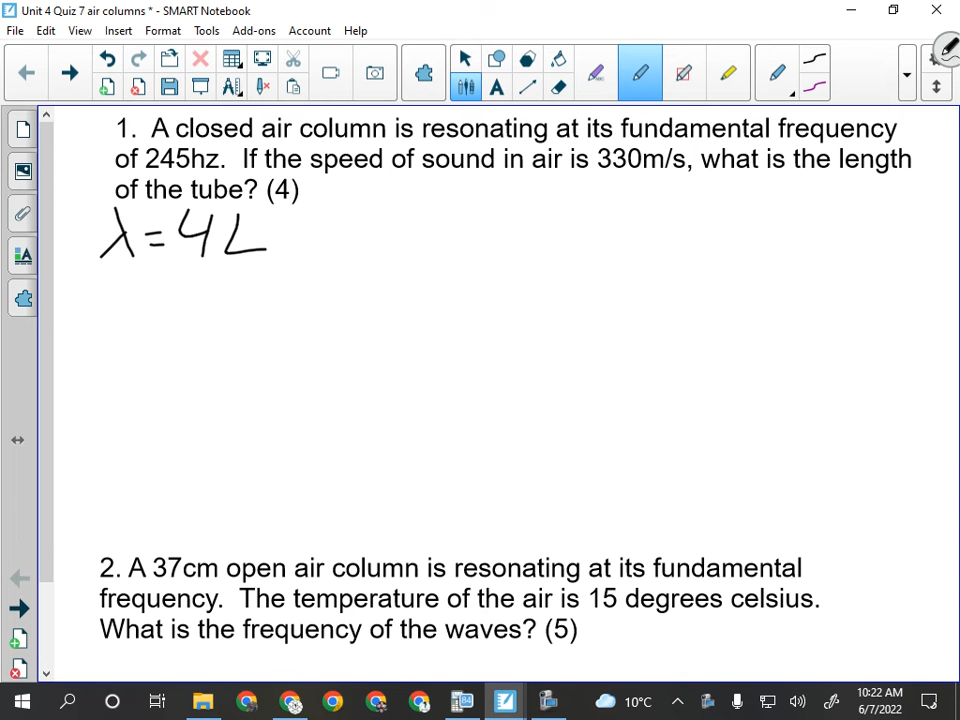 Unit 4 Quiz 7 air columns * - SMART Notebook
File Edit View Insert Format Tools Add-ons Account Help
1. A closed air column is resonating at its fundamental frequency
of 245hz. If the speed of sound in air is 330m/s, what is the length
of the tube? (4)
λ = 4 L
2. A 37cm open air column is resonating at its fundamental
frequency. The temperature of the air is 15 degrees celsius.
What is the frequency of the waves? (5)
10°C
10:22 AM
6/7/2022